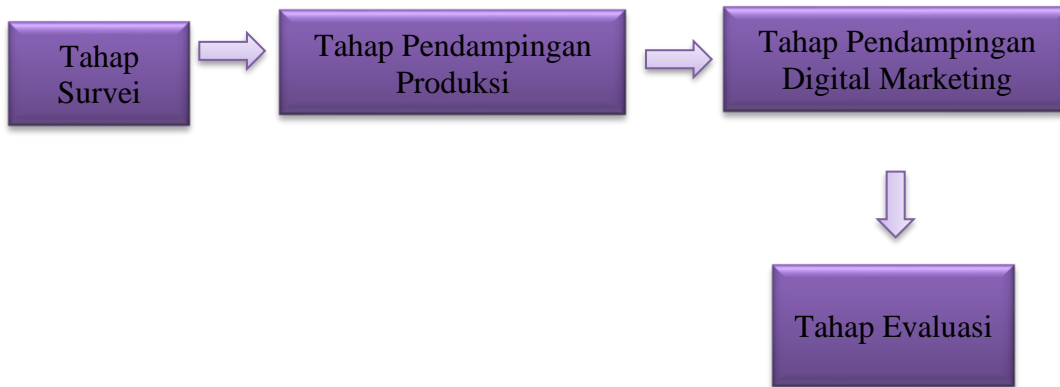 Tahap
Survei
Tahap Pendampingan
Produksi
Tahap Pendampingan
Digital Marketing
Tahap Evaluasi